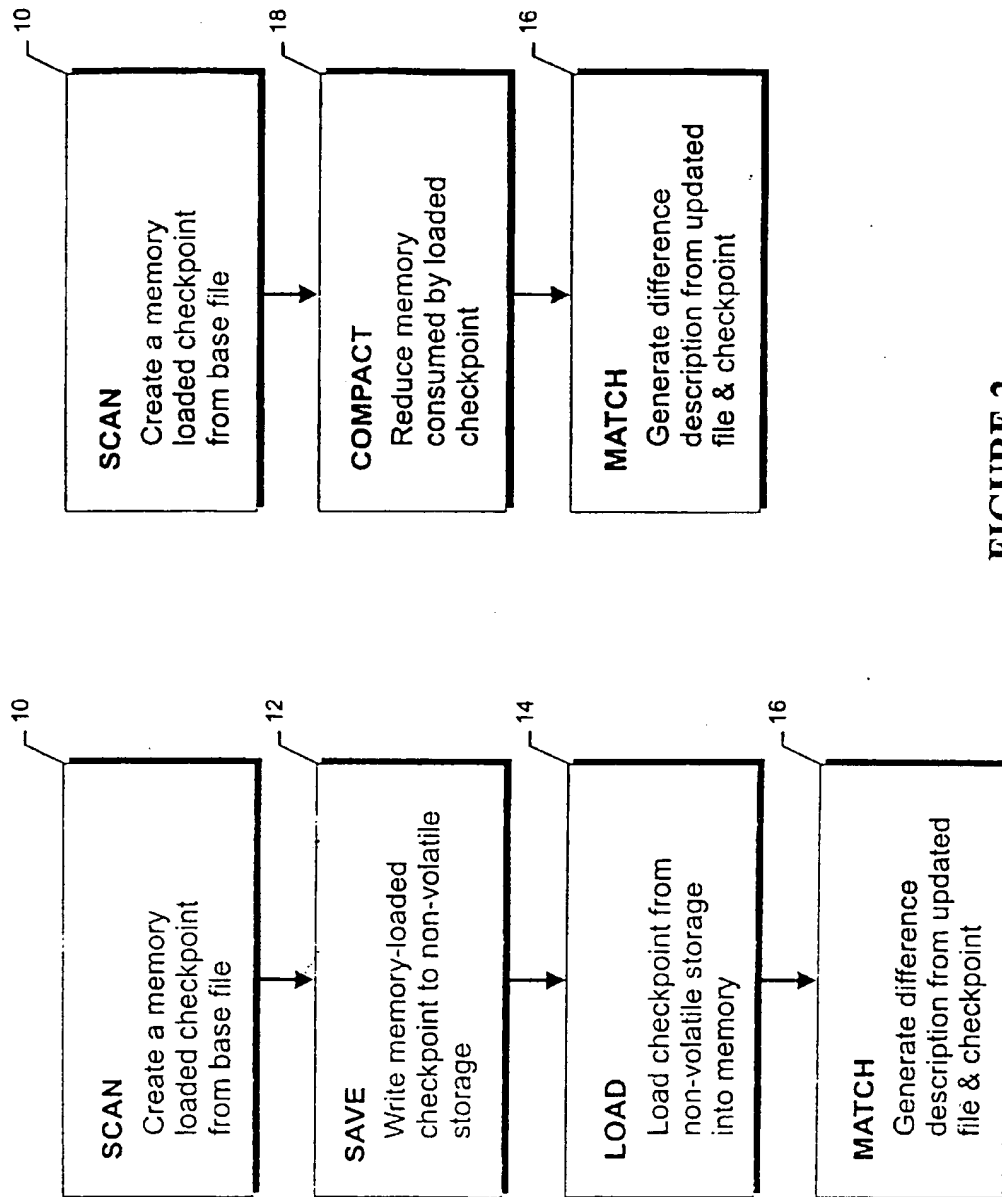 10
SCAN
Create a memory
loaded checkpoint
from base file
12
SAVE
Write memory-loaded
checkpoint to non-volatile
storage
14
LOAD
Load checkpoint from
non-volatile storage
into memory
16
MATCH
Generate difference
description from updated
file & checkpoint
10
SCAN
Create a memory
loaded checkpoint
from base file
18
COMPACT
Reduce memory
consumed by loaded
checkpoint
16
MATCH
Generate difference
description from updated
file & checkpoint
FIGURE